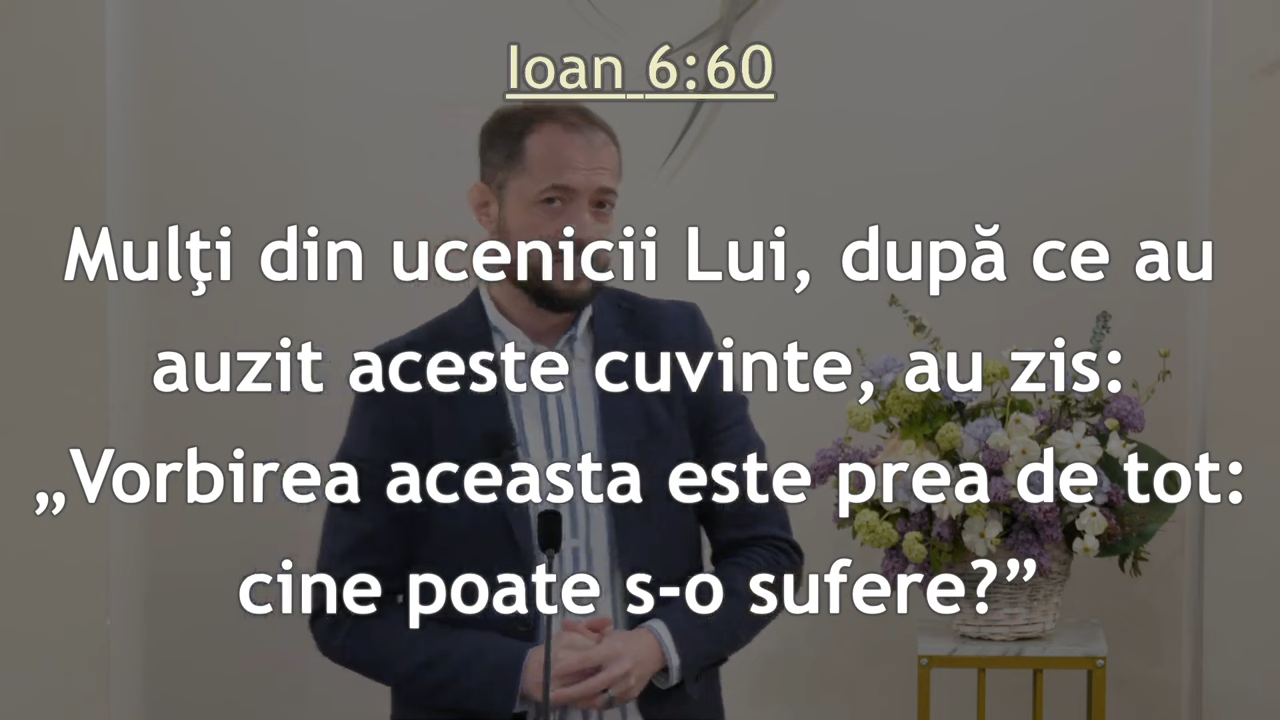 Ioan 6:60
Mulţi din ucenicii Lui, după ce au
auzit aceste cuvinte, au zis:
„Vorbirea aceasta este prea de tot:
cine poate s-o sufere?”